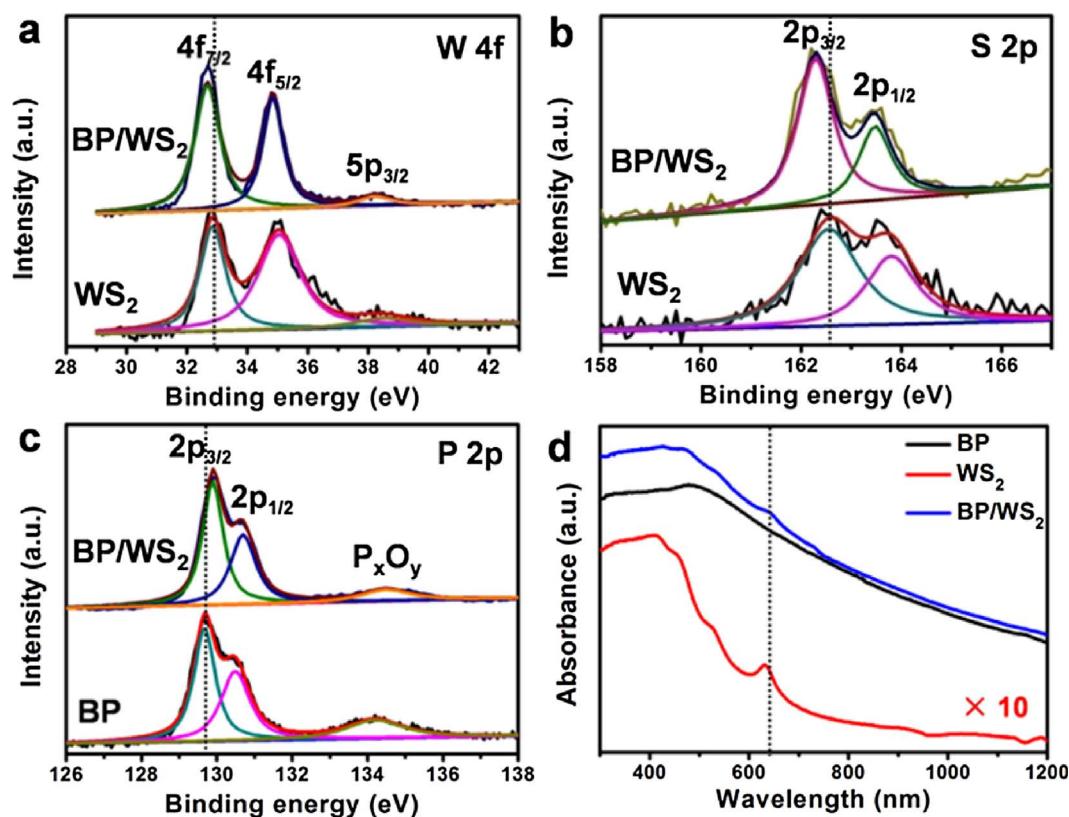 a
W 4f
4f7/2
4f5/2
5p3/2
BP/WS2
WS2
Intensity (a.u.)
28 30 32 34 36 38 40 42
Binding energy (eV)
b
S 2p
2p3/2
2p1/2
BP/WS2
WS2
Intensity (a.u.)
158 160 162 164 166
Binding energy (eV)
c
P 2p
2p3/2
2p1/2
PxOy
BP/WS2
BP
Intensity (a.u.)
126 128 130 132 134 136 138
Binding energy (eV)
d
BP
WS2
BP/WS2
× 10
Absorbance (a.u.)
400 600 800 1000 1200
Wavelength (nm)